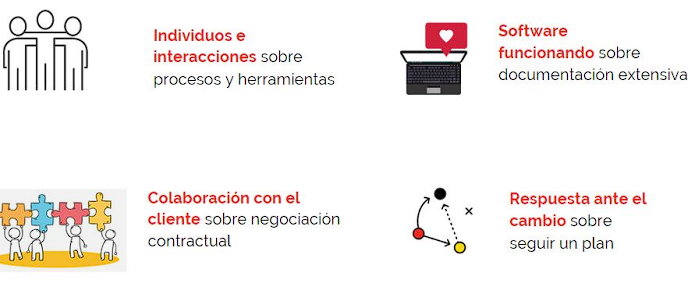 Individuos e
interacciones sobre
procesos y herramientas
Software
funcionando sobre
documentación extensiva
Colaboración con el
cliente sobre negociación
contractual
Respuesta ante el
cambio sobre
seguir un plan